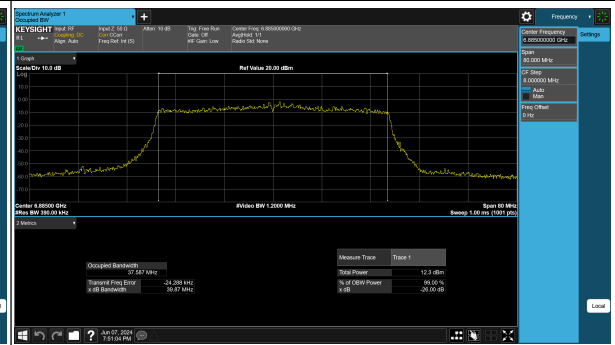 Spectrum Analyzer 1
Occupied BW
Frequency
KEYSIGHT
Input: RF
Input Z: 50 Ω
Atten: 10 dB
Trig: Free Run
Center Freq: 6.885000000 GHz
RL
Coupling: DC
Corr CCorr
Gate: Off
Avg|Hold: 1/1
Align: Auto
Freq Ref: Int (S)
#IF Gain: Low
Radio Std: None
1 Graph
Scale/Div 10.0 dB
Ref Value 20.00 dBm
Log
10.0
0.00
-10.0
-20.0
-30.0
-40.0
-50.0
-60.0
-70.0
Center 6.88500 GHz
#Video BW 1.2000 MHz
Span 80 MHz
#Res BW 390.00 kHz
Sweep 1.00 ms (1001 pts)
2 Metrics
Measure Trace
Trace 1
Occupied Bandwidth
37.587 MHz
Total Power
12.3 dBm
Transmit Freq Error
-24.288 kHz
% of OBW Power
99.00 %
x dB Bandwidth
39.87 MHz
x dB
-26.00 dB
Jun 07, 2024
7:51:04 PM
Center Frequency
6.885000000 GHz
Settings
Span
80.000 MHz
CF Step
8.000000 MHz
Auto
Man
Freq Offset
0 Hz
Local